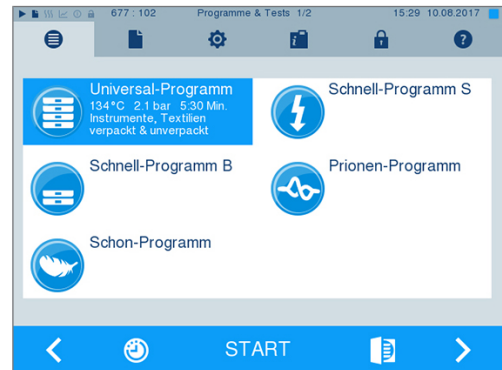 677 : 102 Programme & Tests 1/2 15:29 10.08.2017
Universal-Programm
134°C 2.1 bar 5:30 Min.
Instrumente, Textilien
verpackt & unverpackt
Schnell-Programm S
Schnell-Programm B
Prionen-Programm
Schon-Programm
START